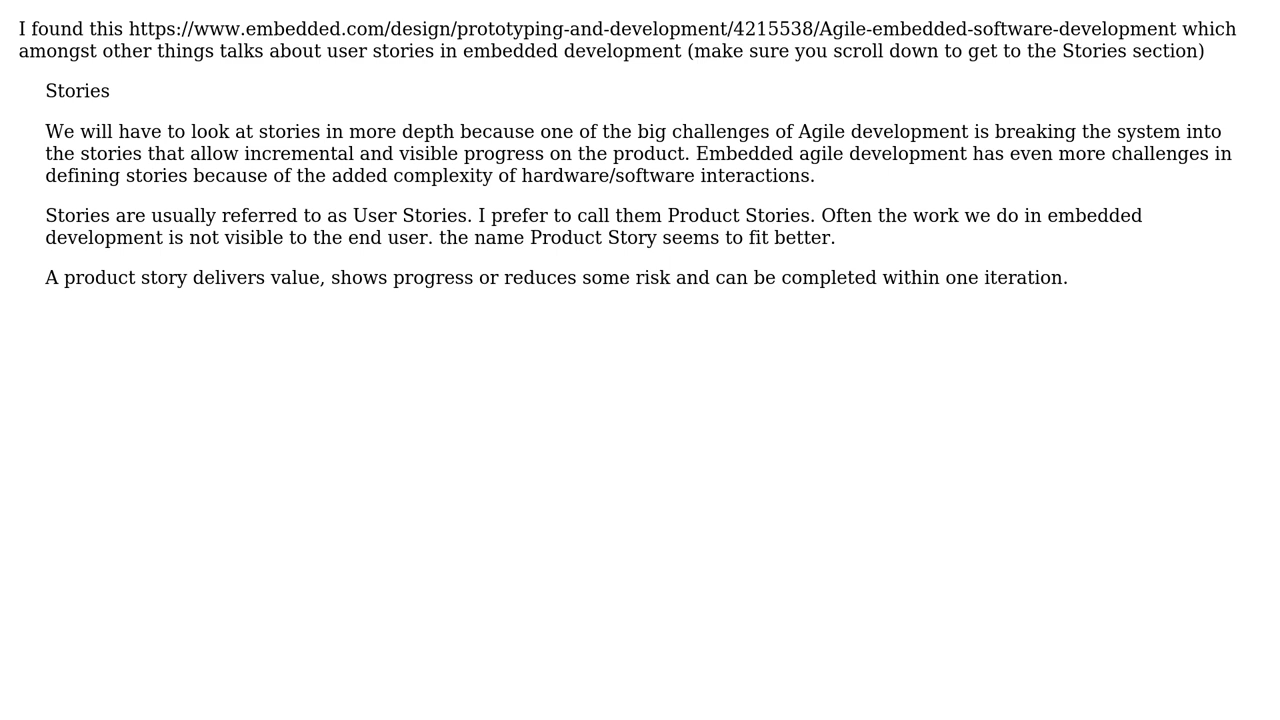 I found this https://www.embedded.com/design/prototyping-and-development/4215538/Agile-embedded-software-development which
amongst other things talks about user stories in embedded development (make sure you scroll down to get to the Stories section)
Stories
We will have to look at stories in more depth because one of the big challenges of Agile development is breaking the system into
the stories that allow incremental and visible progress on the product. Embedded agile development has even more challenges in
defining stories because of the added complexity of hardware/software interactions.
Stories are usually referred to as User Stories. I prefer to call them Product Stories. Often the work we do in embedded
development is not visible to the end user. the name Product Story seems to fit better.
A product story delivers value, shows progress or reduces some risk and can be completed within one iteration.